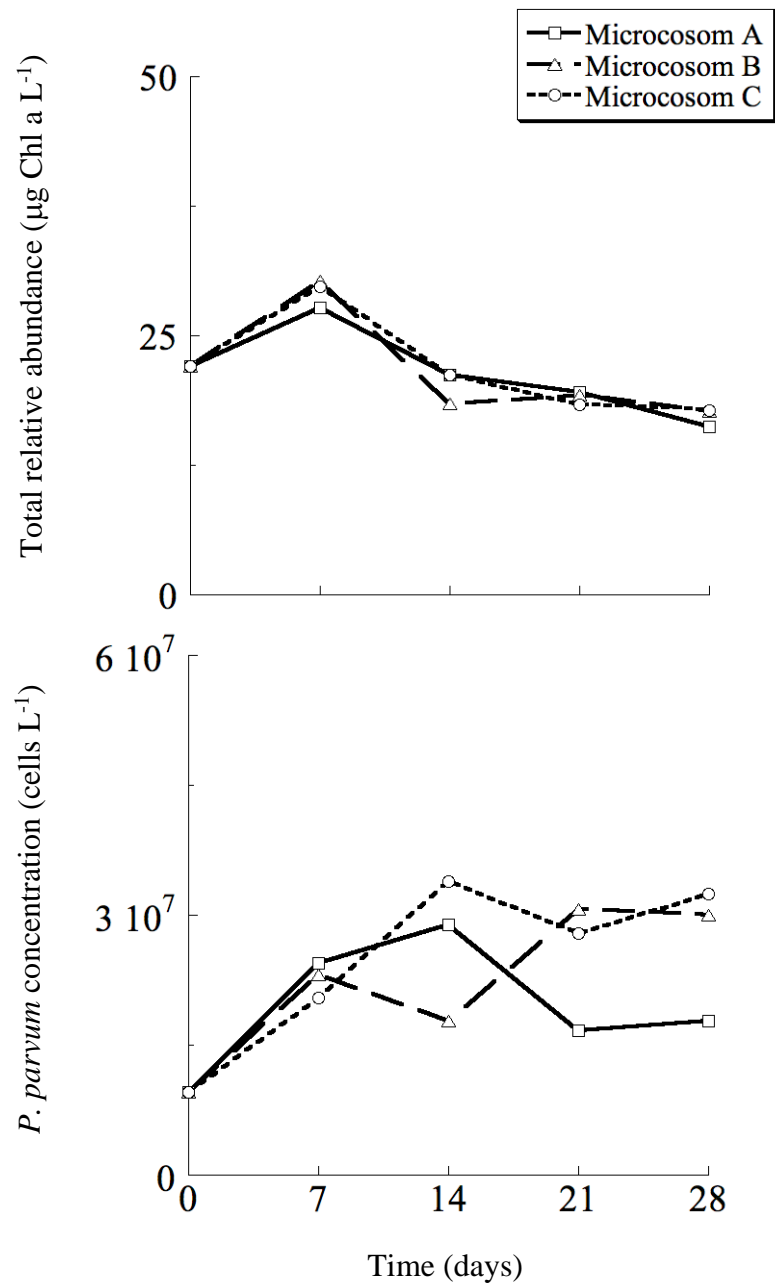 Microcosom A
Microcosom B
Microcosom C
Total relative abundance (µg Chl a L⁻¹)
50
25
0
P. parvum concentration (cells L⁻¹)
6 10⁷
3 10⁷
0
0 7 14 21 28
Time (days)